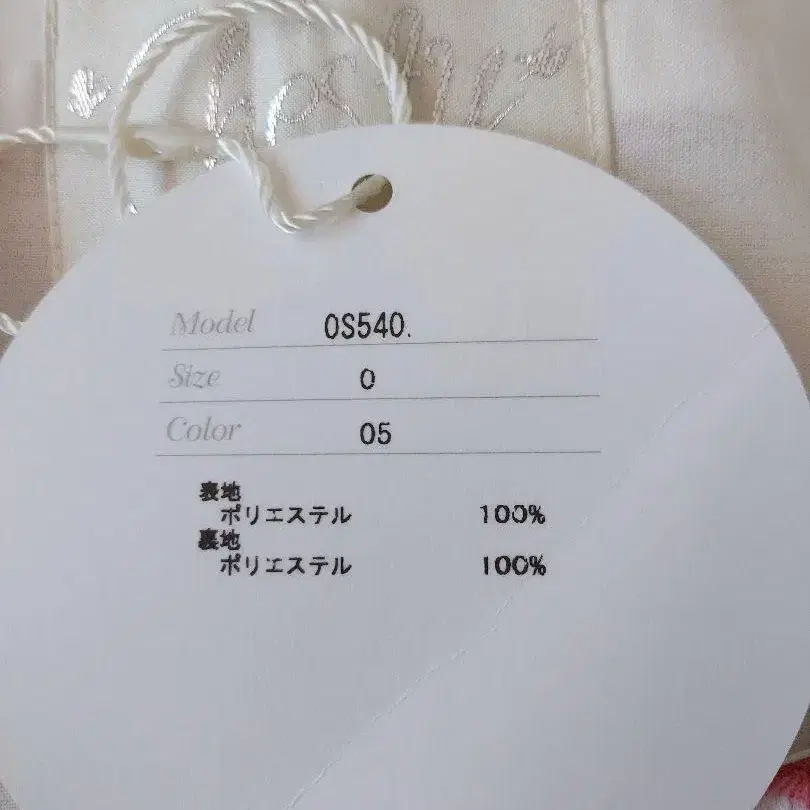 Model 0S540.
Size 0
Color 05
表地
ポリエステル 100%
裏地
ポリエステル 100%